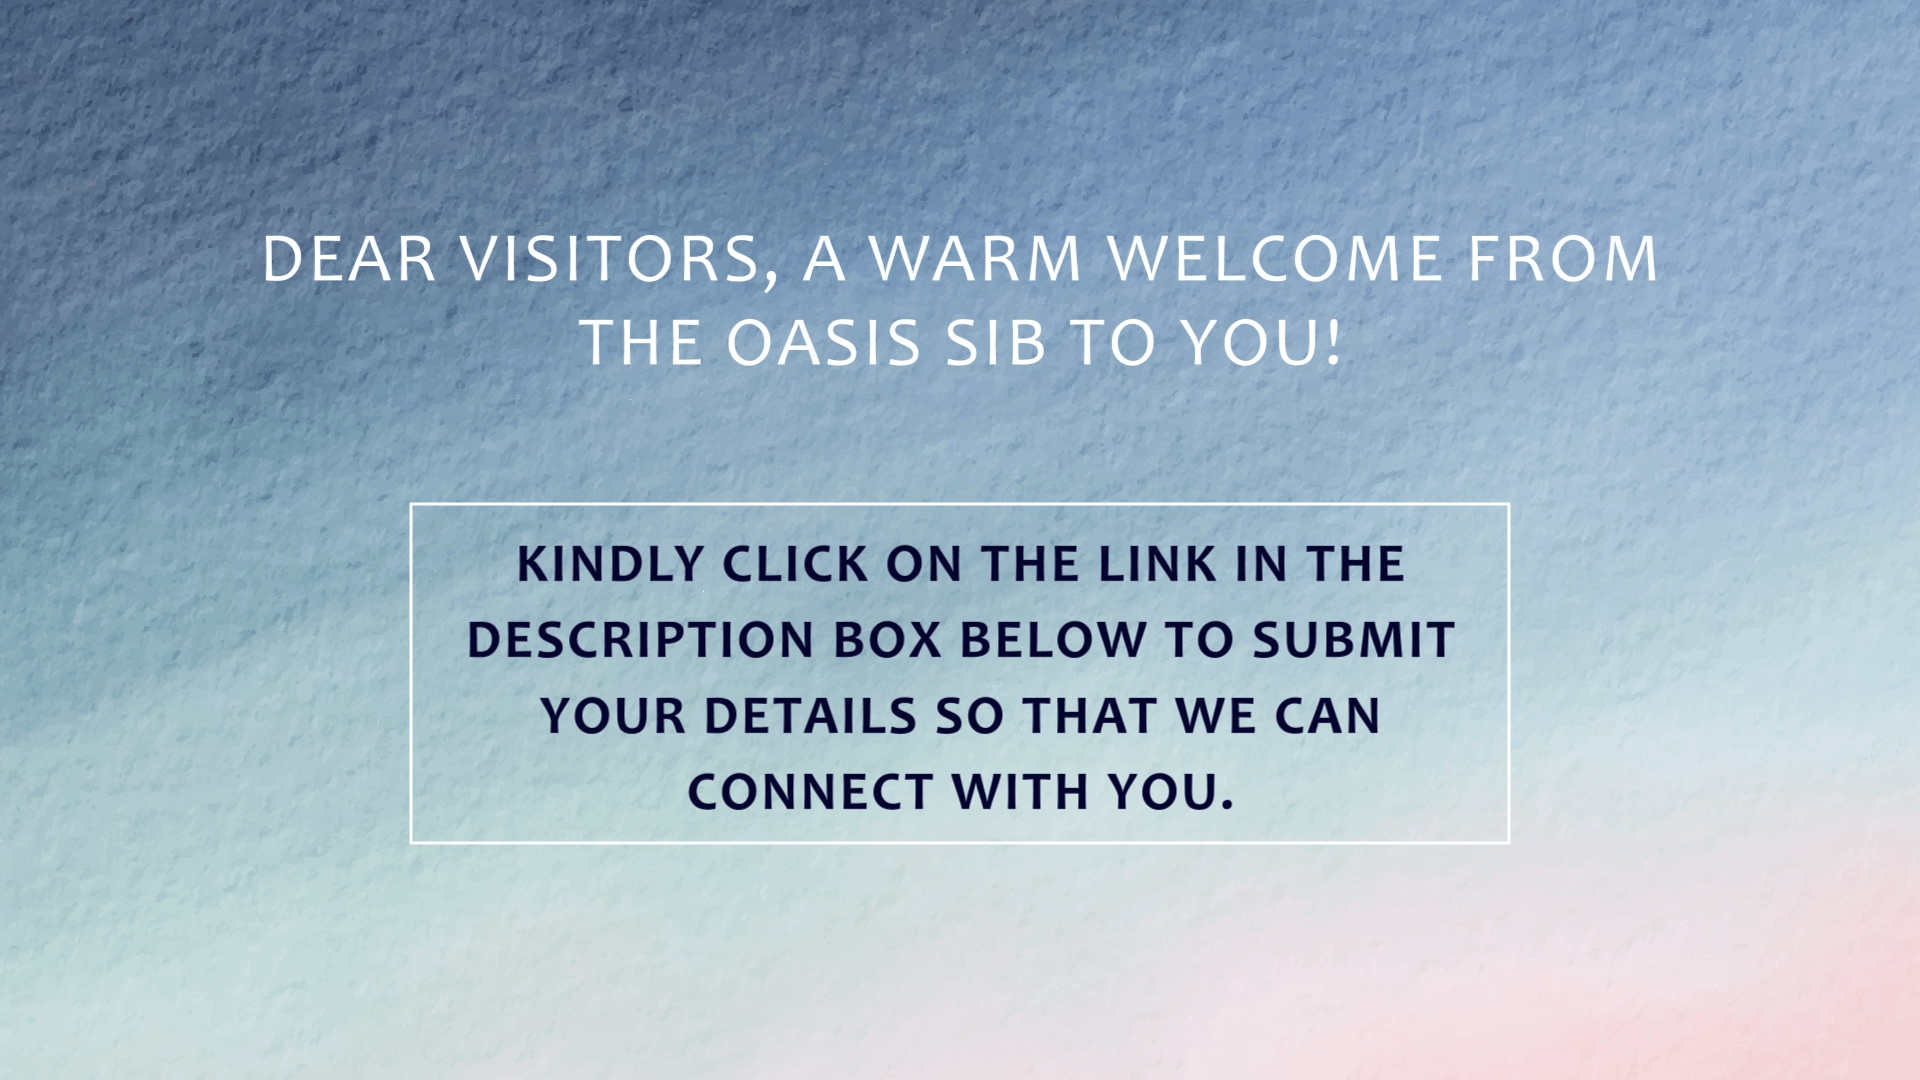 DEAR VISITORS, A WARM WELCOME FROM
THE OASIS SIB TO YOU!
KINDLY CLICK ON THE LINK IN THE
DESCRIPTION BOX BELOW TO SUBMIT
YOUR DETAILS SO THAT WE CAN
CONNECT WITH YOU.